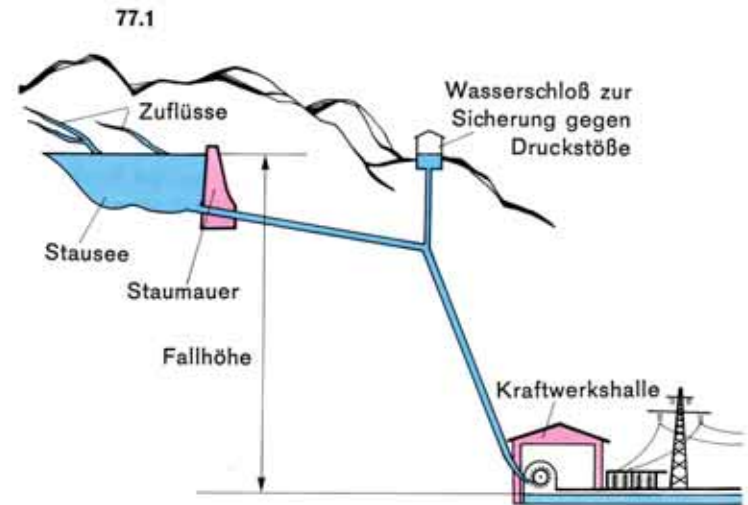 77.1
Zuflüsse
Wasserschloß zur
Sicherung gegen
Druckstöße
Stausee
Staumauer
Fallhöhe
Kraftwerkshalle